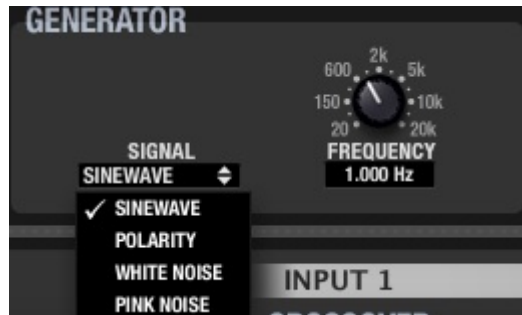 GENERATOR
2k
600
5k
150
10k
20
20k
SIGNAL
FREQUENCY
SINEWAVE
1.000 Hz
✓ SINEWAVE
POLARITY
WHITE NOISE
INPUT 1
PINK NOISE